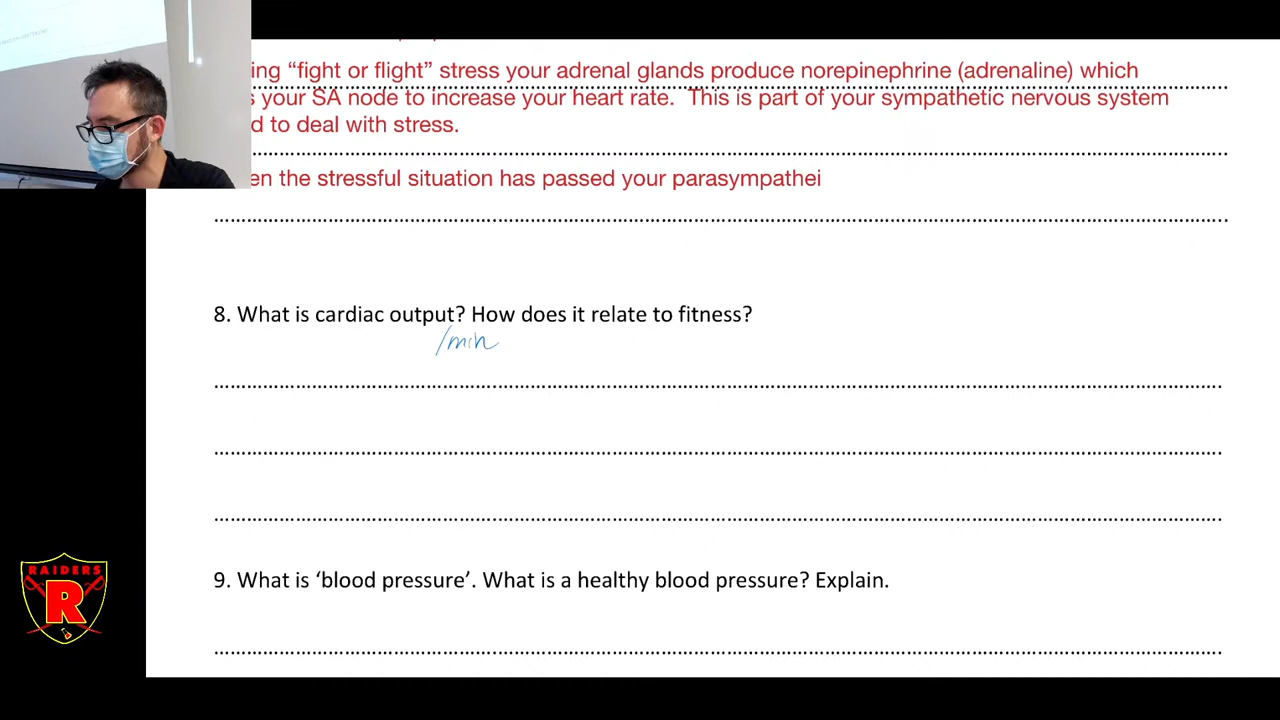 ing “fight or flight” stress your adrenal glands produce norepinephrine (adrenaline) which
s your SA node to increase your heart rate. This is part of your sympathetic nervous system
d to deal with stress.
en the stressful situation has passed your parasympathei
8. What is cardiac output? How does it relate to fitness?
/min
9. What is ‘blood pressure’. What is a healthy blood pressure? Explain.
RAIDERS
R